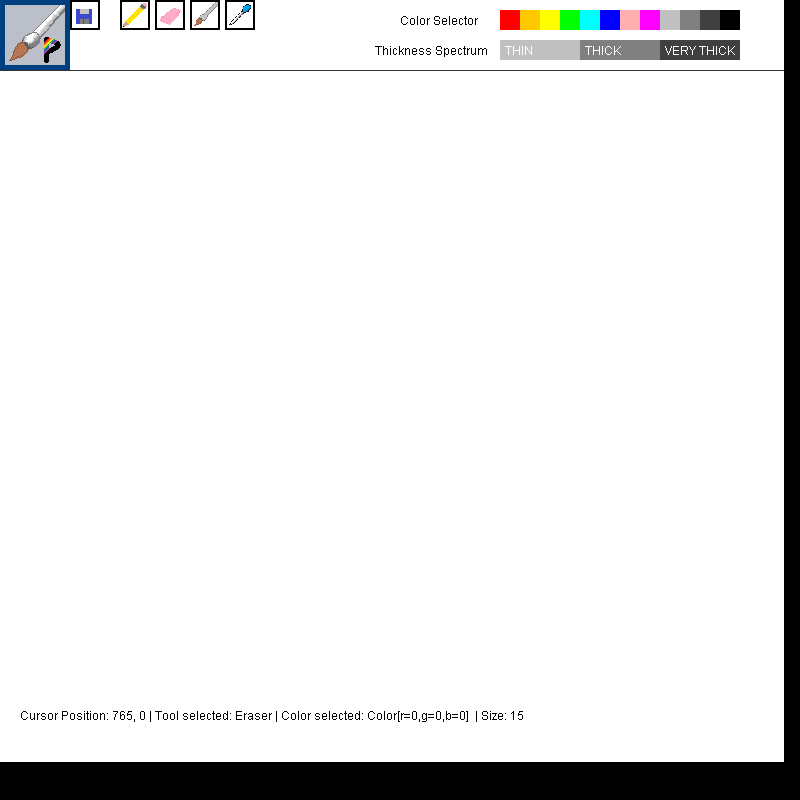 Color Selector
Thickness Spectrum THIN THICK VERY THICK
Cursor Position: 765, 0 | Tool selected: Eraser | Color selected: Color[r=0,g=0,b=0] | Size: 15